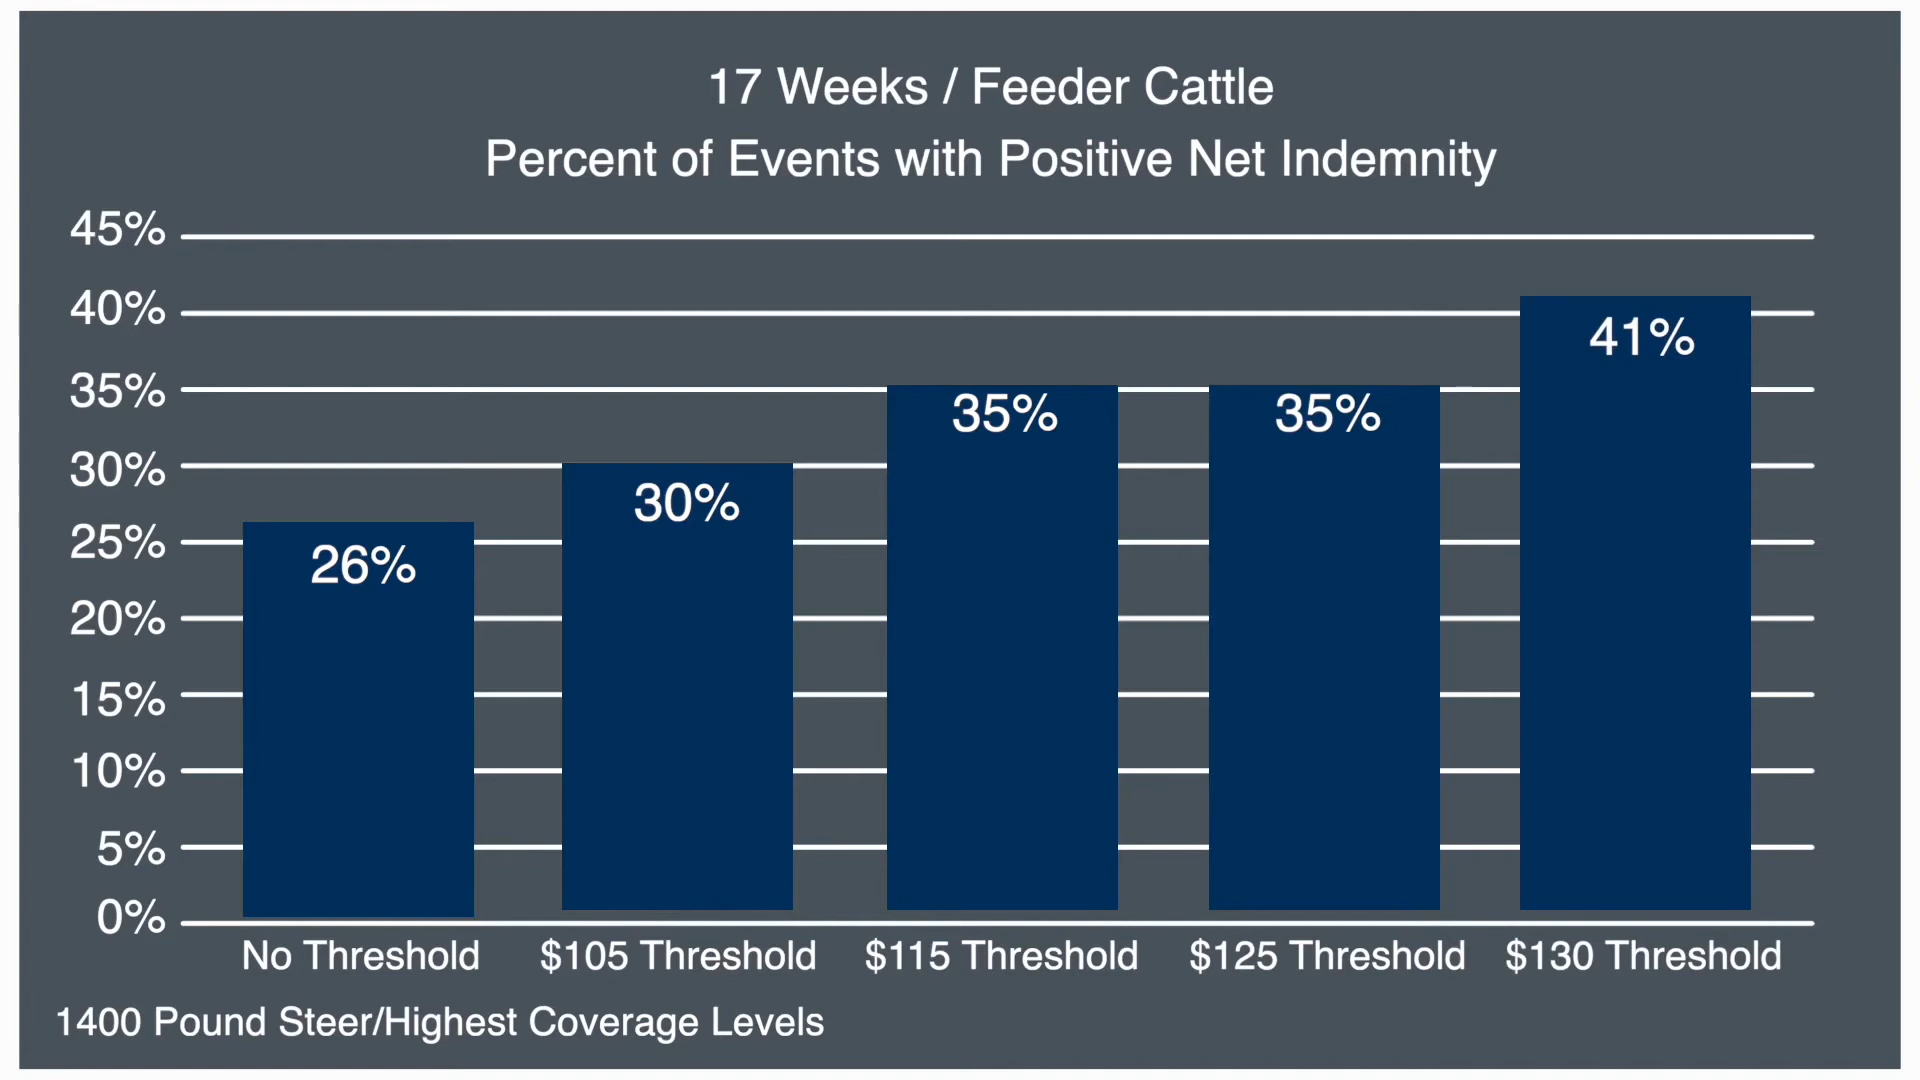 17 Weeks / Feeder Cattle
Percent of Events with Positive Net Indemnity
45%
40%
35%
30%
25%
20%
15%
10%
5%
0%
26%
30%
35%
35%
41%
No Threshold
$105 Threshold
$115 Threshold
$125 Threshold
$130 Threshold
1400 Pound Steer/Highest Coverage Levels